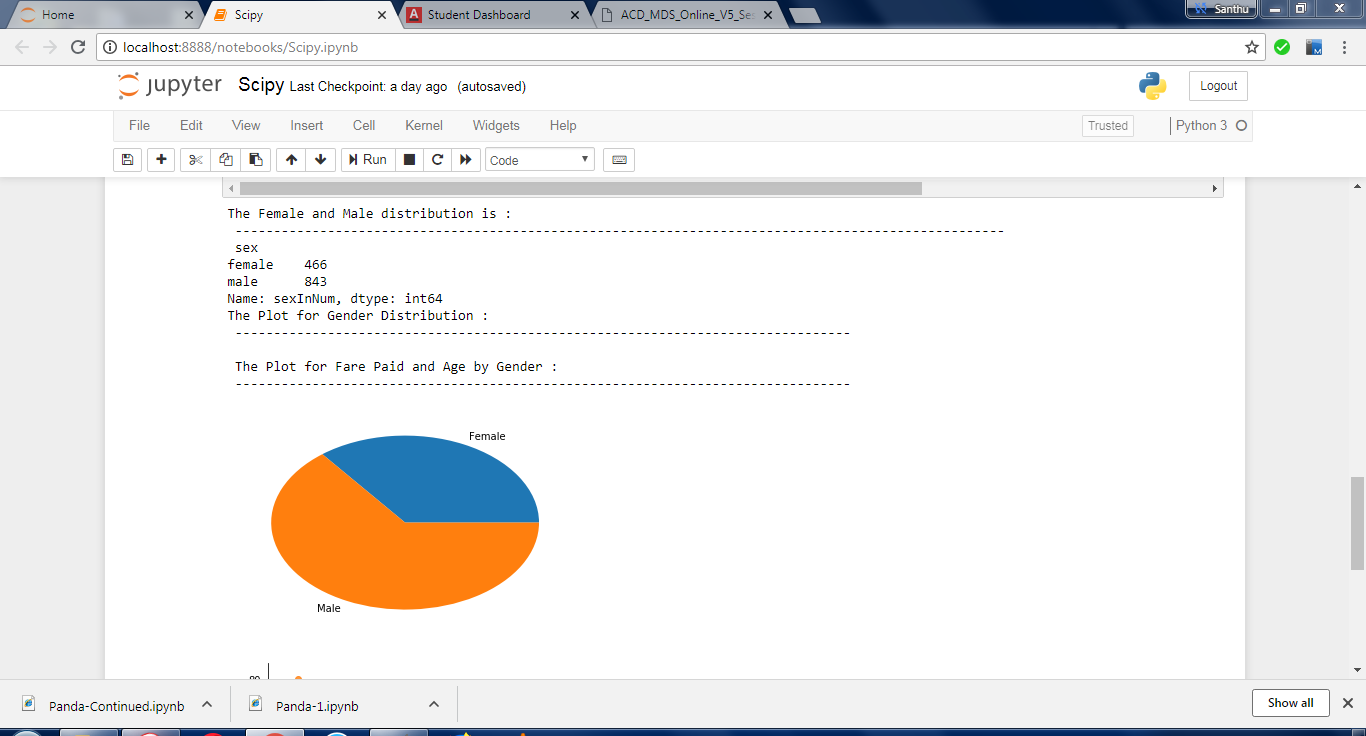 Home
Scipy
A Student Dashboard
ACD_MDS_Online_V5_Se
Santhu
localhost:8888/notebooks/Scipy.ipynb
M
jupyter Scipy Last Checkpoint: a day ago (autosaved)
Logout
File Edit View Insert Cell Kernel Widgets Help
Trusted Python 3
Run Code
The Female and Male distribution is :
----------------------------------------------------------------------------------------------------
sex
female 466
male 843
Name: sexInNum, dtype: int64
The Plot for Gender Distribution :
--------------------------------------------------------------------------------
The Plot for Fare Paid and Age by Gender :
--------------------------------------------------------------------------------
Female
Male
Panda-Continued.ipynb
Panda-1.ipynb
Show all